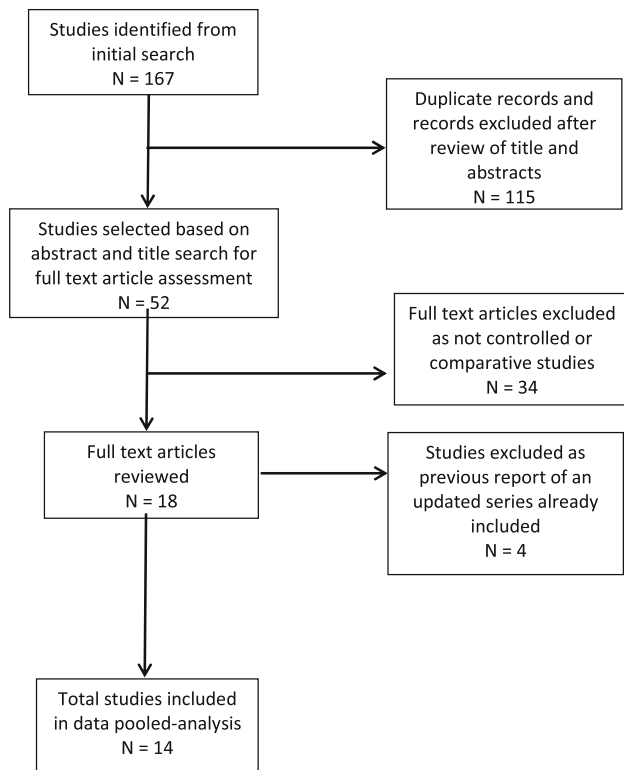 Studies identified from
initial search
N = 167
Duplicate records and
records excluded after
review of title and
abstracts
N = 115
Studies selected based on
abstract and title search for
full text article assessment
N = 52
Full text articles excluded
as not controlled or
comparative studies
N = 34
Full text articles
reviewed
N = 18
Studies excluded as
previous report of an
updated series already
included
N = 4
Total studies included
in data pooled-analysis
N = 14